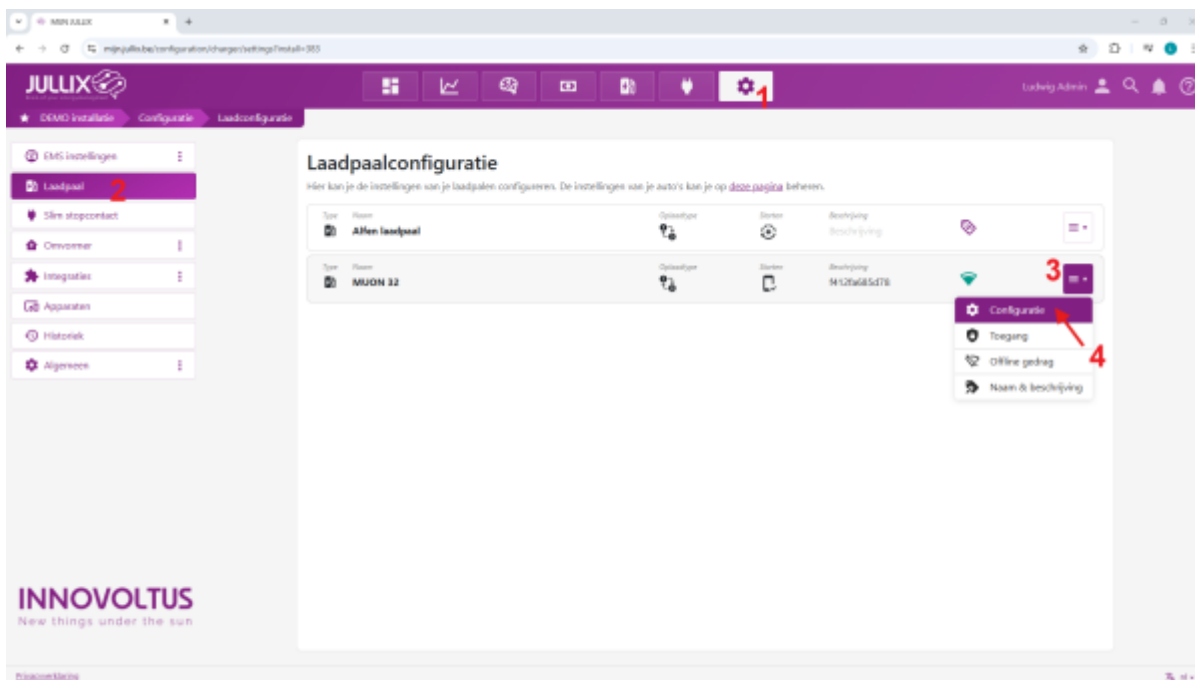 MIJN JULLIX
mijn.jullix.be/configuration/charger/settings?install=383
JULLIX
1
Ludwig Admin
DEMO installatie Configuratie Laadconfiguratie
EMS instellingen
Laadpaal 2
Slim stopcontact
Omvormer
Integraties
Apparaten
Historiek
Algemeen
Laadpaalconfiguratie
Hier kan je de instellingen van je laadpalen configureren. De instellingen van je auto's kan je op deze pagina beheren.
Type Naam Oplaadtype Starten Beschrijving
Alfen laadpaal Beschrijving
Type Naam Oplaadtype Starten Beschrijving
MUON 32
3
Configuratie
Toegang
Offline gedrag
4
Naam & beschrijving
INNOVOLTUS
New things under the sun
Privacyverklaring
nl